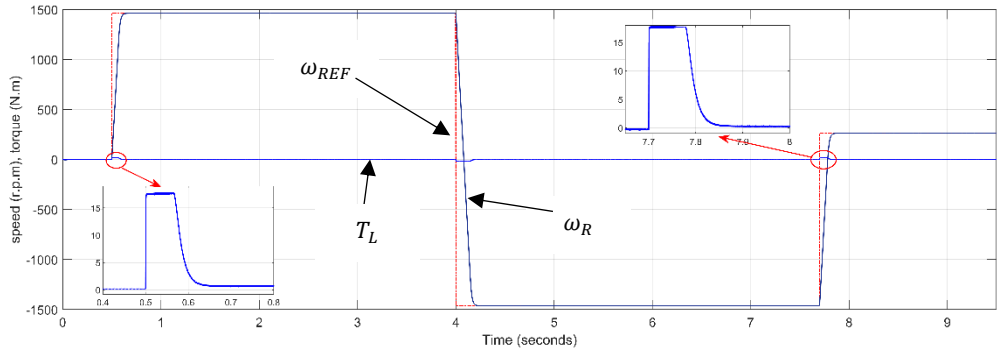 1500
1000
500
0
-500
-1000
-1500
speed (r.p.m), torque (N.m)
ω_REF
T_L
ω_R
15
10
5
0
7.7 7.8 7.9 8
15
10
5
0
0.4 0.5 0.6 0.7 0.8
0 1 2 3 4 5 6 7 8 9
Time (seconds)